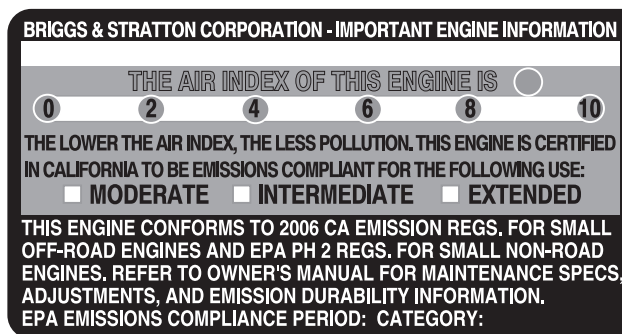 BRIGGS & STRATTON CORPORATION - IMPORTANT ENGINE INFORMATION
THE AIR INDEX OF THIS ENGINE IS
0 2 4 6 8 10
THE LOWER THE AIR INDEX, THE LESS POLLUTION. THIS ENGINE IS CERTIFIED
IN CALIFORNIA TO BE EMISSIONS COMPLIANT FOR THE FOLLOWING USE:
MODERATE INTERMEDIATE EXTENDED
THIS ENGINE CONFORMS TO 2006 CA EMISSION REGS. FOR SMALL
OFF-ROAD ENGINES AND EPA PH 2 REGS. FOR SMALL NON-ROAD
ENGINES. REFER TO OWNER'S MANUAL FOR MAINTENANCE SPECS,
ADJUSTMENTS, AND EMISSION DURABILITY INFORMATION.
EPA EMISSIONS COMPLIANCE PERIOD: CATEGORY: